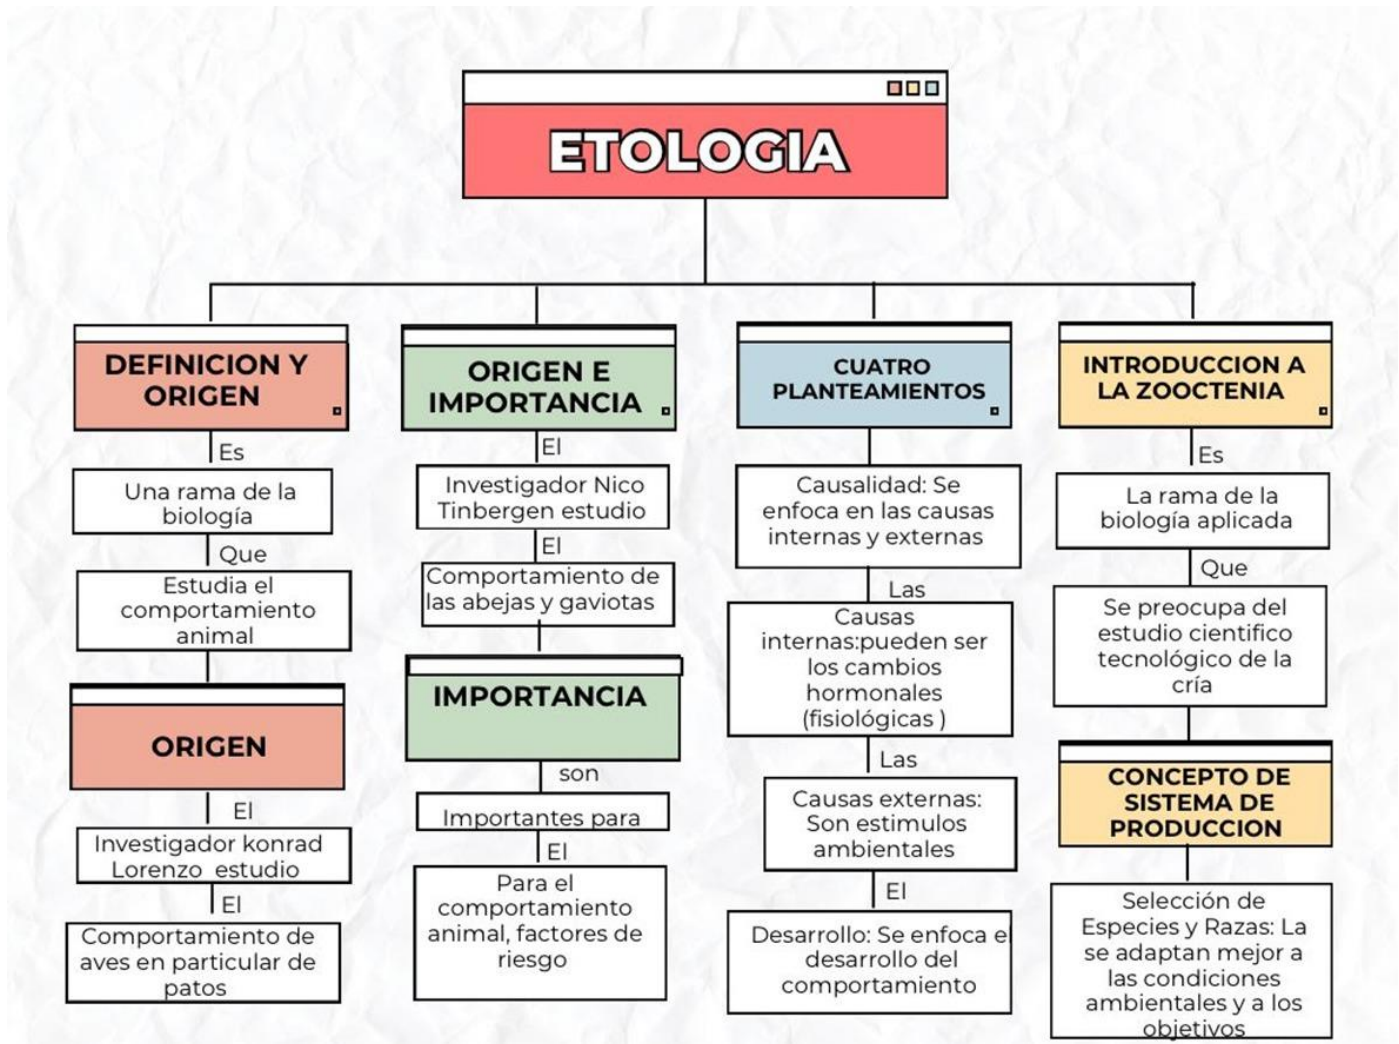 ETOLOGIA
DEFINICION Y
ORIGEN
Es
Una rama de la
biología
Que
Estudia el
comportamiento
animal
ORIGEN
El
Investigador konrad
Lorenzo estudio
El
Comportamiento de
aves en particular de
patos
ORIGEN E
IMPORTANCIA
El
Investigador Nico
Tinbergen estudio
El
Comportamiento de
las abejas y gaviotas
IMPORTANCIA
son
Importantes para
El
Para el
comportamiento
animal, factores de
riesgo
CUATRO
PLANTEAMIENTOS
Causalidad: Se
enfoca en las causas
internas y externas
Las
Causas
internas:pueden ser
los cambios
hormonales
(fisiológicas )
Las
Causas externas:
Son estimulos
ambientales
El
Desarrollo: Se enfoca el
desarrollo del
comportamiento
INTRODUCCION A
LA ZOOCTENIA
Es
La rama de la
biología aplicada
Que
Se preocupa del
estudio cientifico
tecnológico de la
cría
CONCEPTO DE
SISTEMA DE
PRODUCCION
Selección de
Especies y Razas: La
se adaptan mejor a
las condiciones
ambientales y a los
objetivos